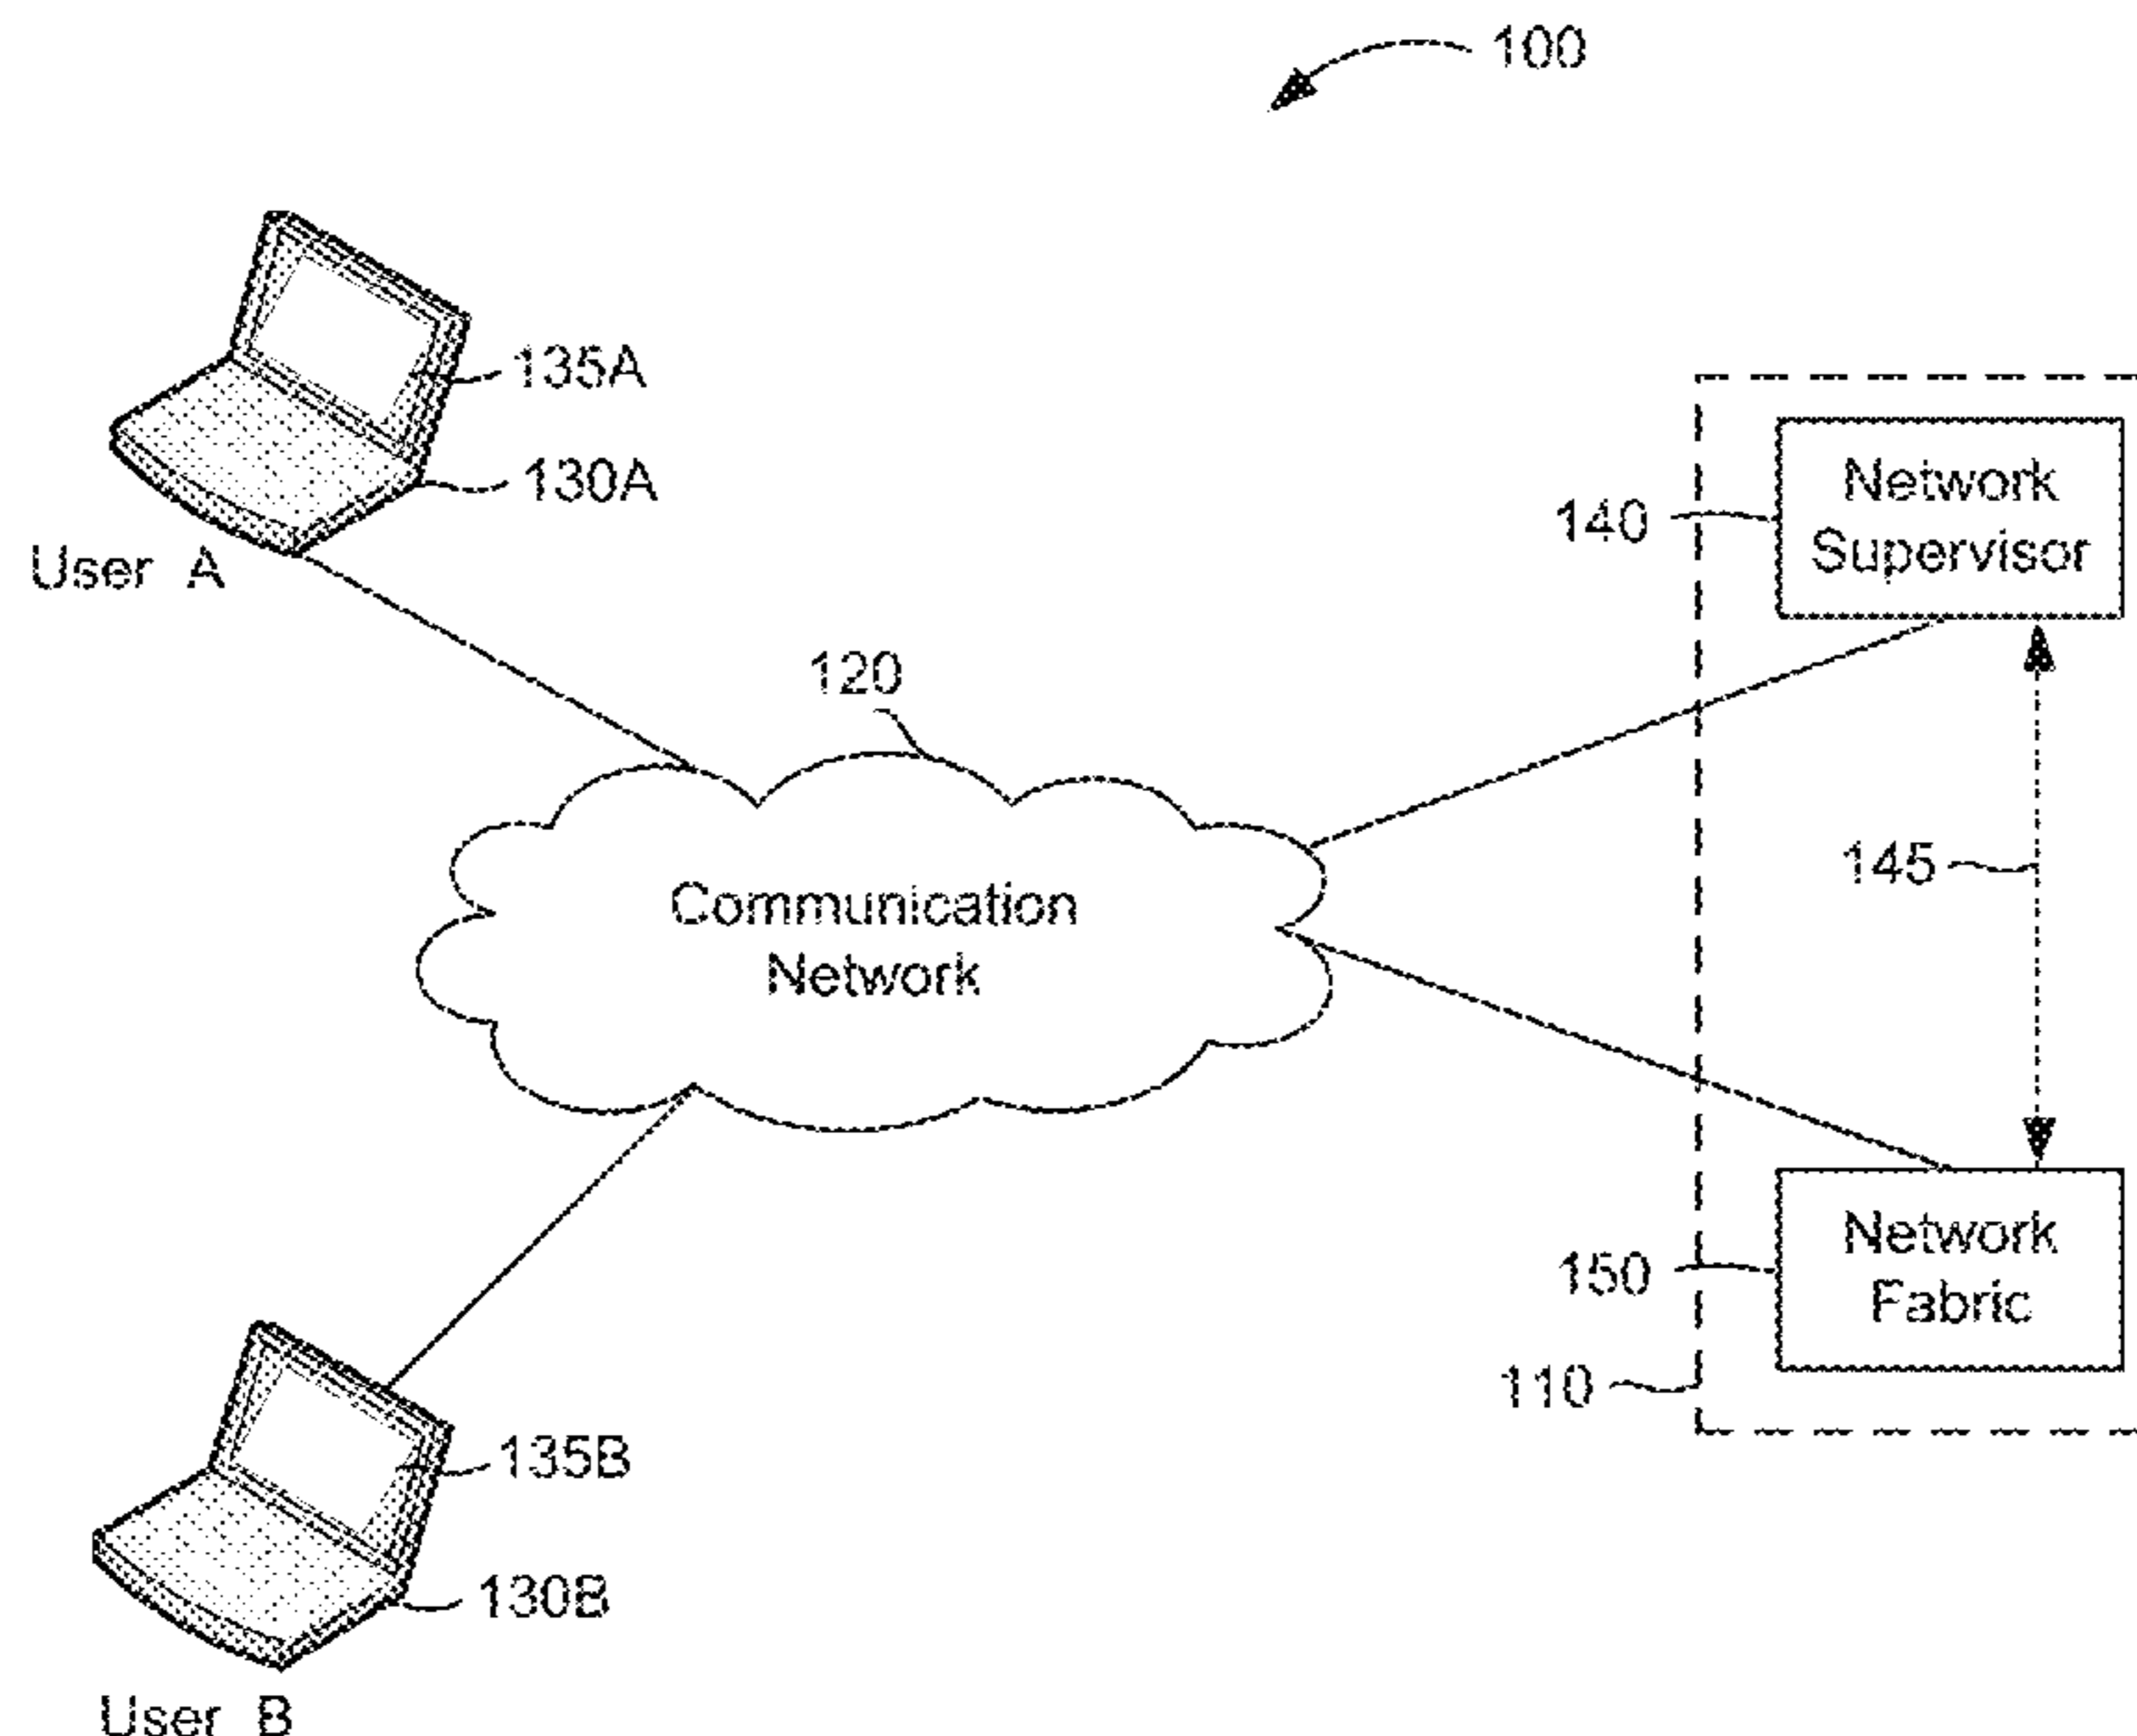 100
135A
130A
User A
Network
Supervisor
140
120
145
Communication
Network
Network
Fabric
150
110
135B
130B
User B